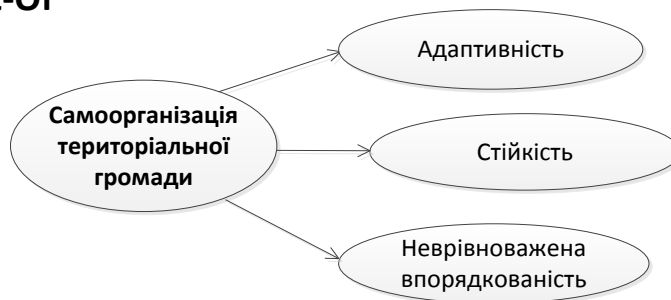 Адаптивність
Самоорганізація
територіальної
громади
Стійкість
Неврівноважена
впорядкованість